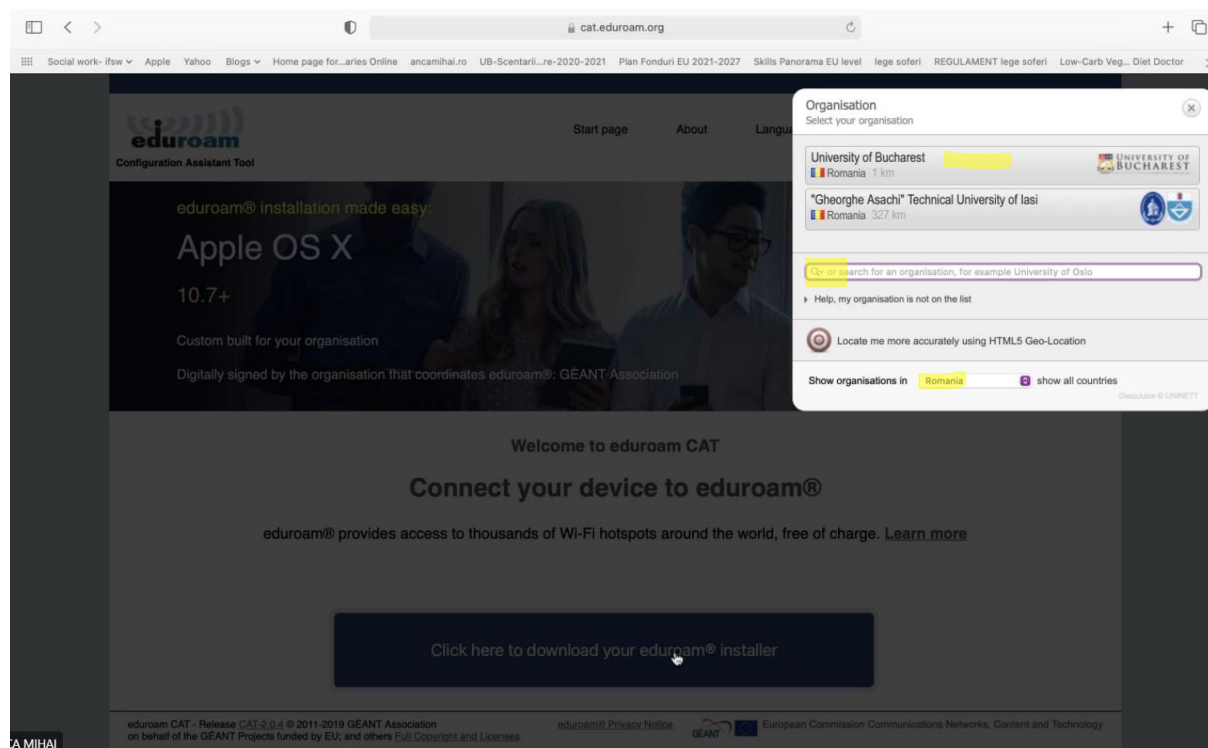 cat.eduroam.org
Social work- ifsw Apple Yahoo Blogs Home page for...aries Online ancamihai.ro UB-Scentarii...re-2020-2021 Plan Fonduri EU 2021-2027 Skills Panorama EU level lege soferi REGULAMENT lege soferi Low-Carb Veg... Diet Doctor
eduroam
Configuration Assistant Tool
Start page About Langua
Organisation
Select your organisation
University of Bucharest
Romania 1 km
UNIVERSITY OF
BUCHAREST
"Gheorghe Asachi" Technical University of Iasi
Romania 327 km
or search for an organisation, for example University of Oslo
Help, my organisation is not on the list
Locate me more accurately using HTML5 Geo-Location
Show organisations in Romania show all countries
DiscoJuice © UNINETT
eduroam® installation made easy:
Apple OS X
10.7+
Custom built for your organisation
Digitally signed by the organisation that coordinates eduroam®: GÉANT Association
Welcome to eduroam CAT
Connect your device to eduroam®
eduroam® provides access to thousands of Wi-Fi hotspots around the world, free of charge. Learn more
Click here to download your eduroam® installer
eduroam CAT - Release CAT-2.0.4 © 2011-2019 GÉANT Association
on behalf of the GÉANT Projects funded by EU; and others Full Copyright and Licenses
eduroam® Privacy Notice
GÉANT
European Commission Communications Networks, Content and Technology
CA MIHAI